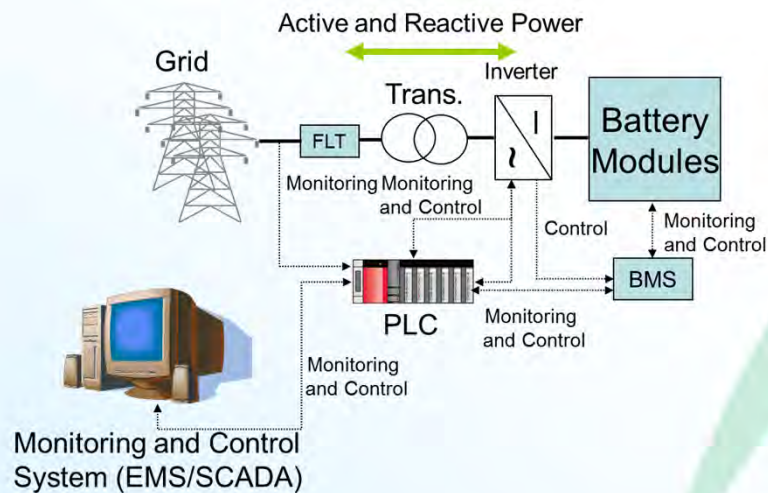 Active and Reactive Power
Grid
Inverter
Trans.
FLT
Battery
Modules
Monitoring
Monitoring
and Control
Control
Monitoring
and Control
BMS
PLC
Monitoring
and Control
Monitoring
and Control
Monitoring and Control
System (EMS/SCADA)